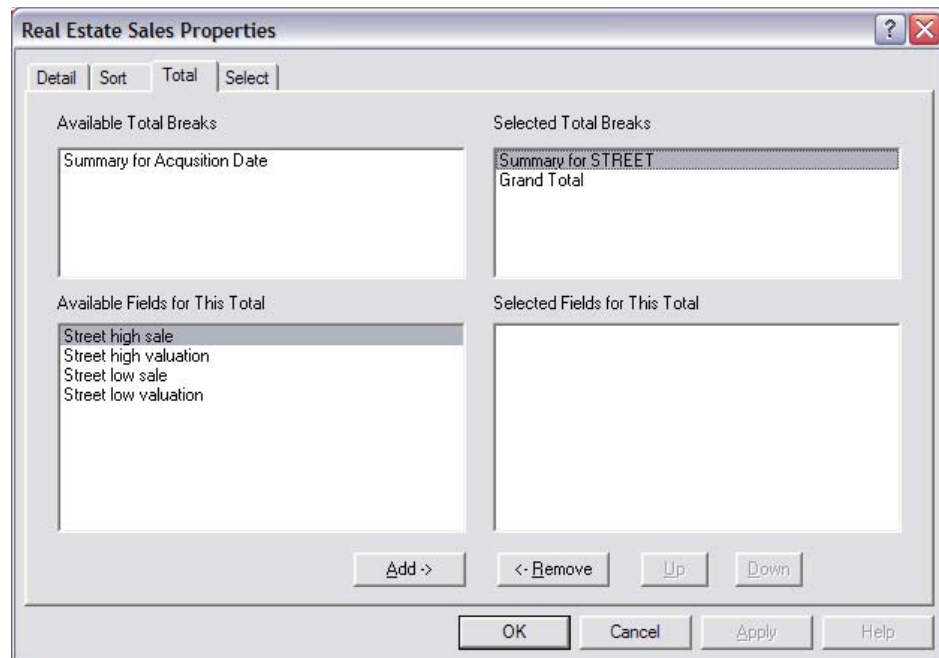 Real Estate Sales Properties
?
X
Detail Sort Total Select
Available Total Breaks
Summary for Acqusition Date
Selected Total Breaks
Summary for STREET
Grand Total
Available Fields for This Total
Street high sale
Street high valuation
Street low sale
Street low valuation
Selected Fields for This Total
Add ->
<- Remove
Up
Down
OK
Cancel
Apply
Help